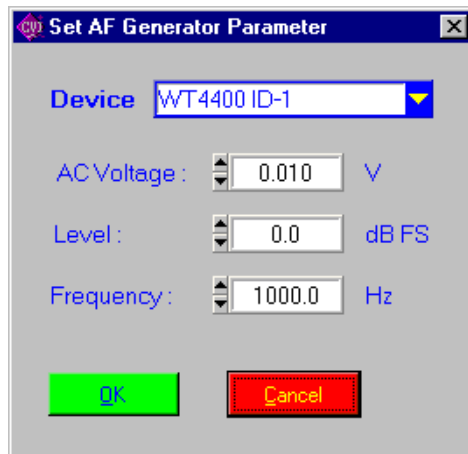 CVI Set AF Generator Parameter
Device WT4400 ID-1
AC Voltage : 0.010 V
Level : 0.0 dB FS
Frequency : 1000.0 Hz
OK Cancel